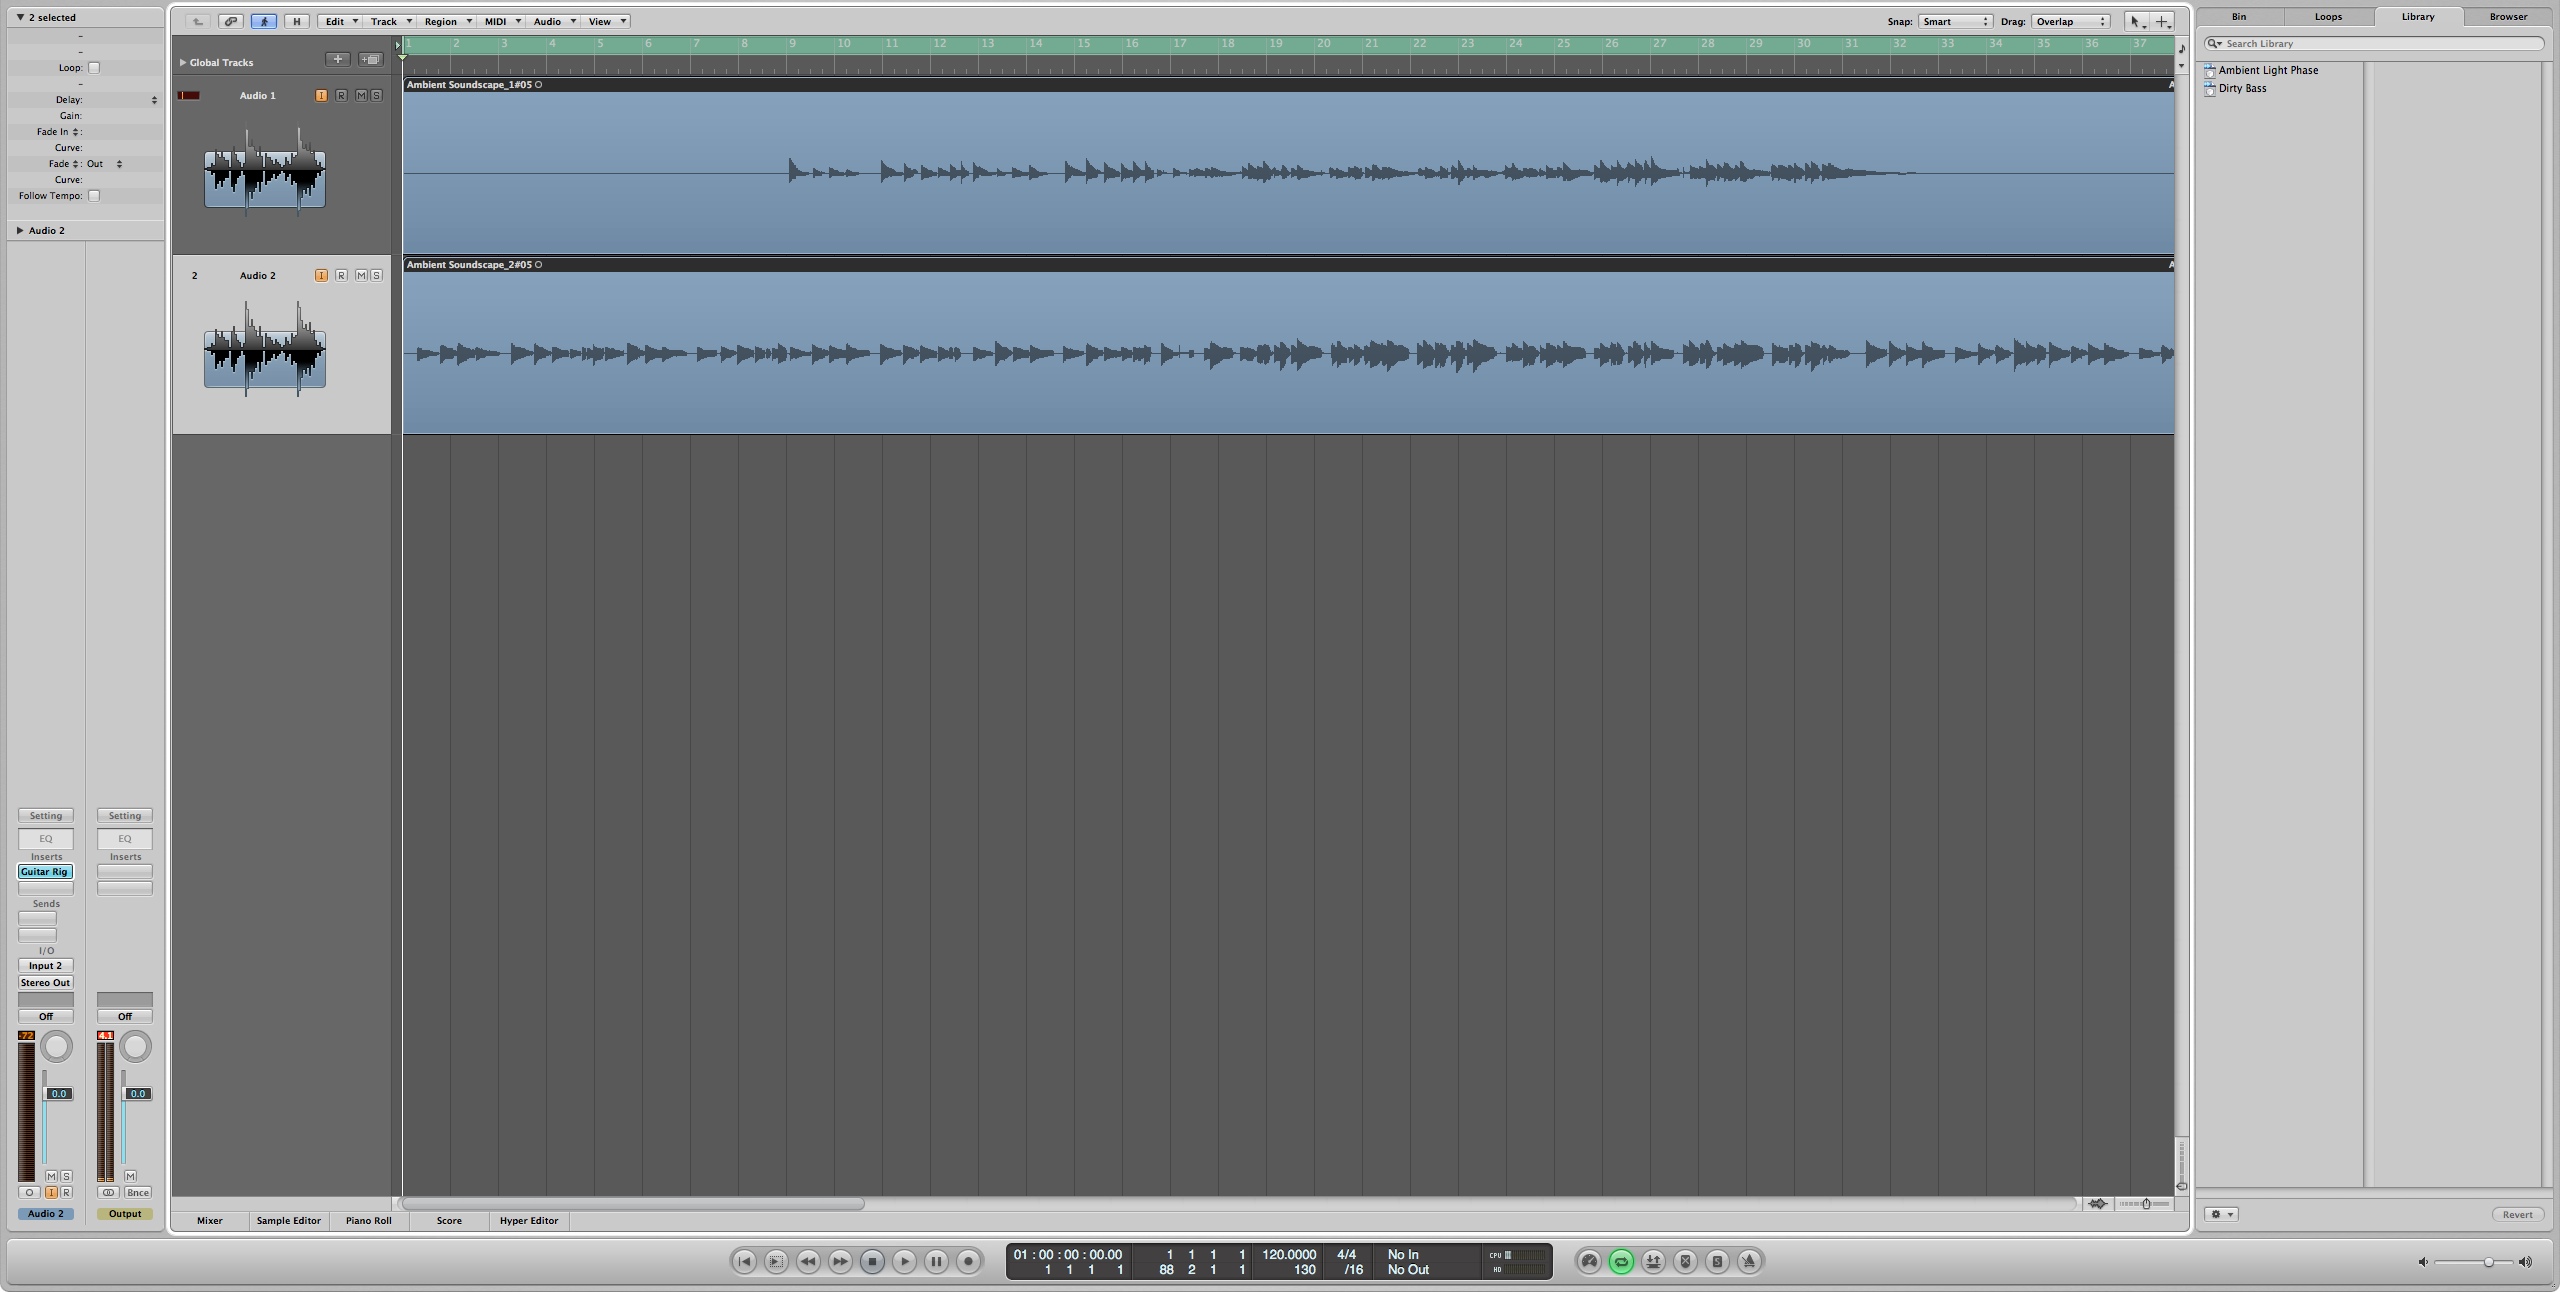 2 selected
-
-
Loop:
-
Delay:
Gain:
Fade In :
Curve:
Fade : Out
Curve:
Follow Tempo:
Audio 2
Setting Setting
EQ EQ
Inserts Inserts
Guitar Rig
Sends
I/O
Input 2
Stereo Out
Off Off
-72 4.1
0.0 0.0
M S M
I R Bnce
Audio 2 Output
H Edit Track Region MIDI Audio View Snap: Smart Drag: Overlap
Global Tracks
1 2 3 4 5 6 7 8 9 10 11 12 13 14 15 16 17 18 19 20 21 22 23 24 25 26 27 28 29 30 31 32 33 34 35 36 37
Audio 1 I R M S
Ambient Soundscape_1#05 A
2 Audio 2 I R M S
Ambient Soundscape_2#05 A
Mixer Sample Editor Piano Roll Score Hyper Editor
Bin Loops Library Browser
Search Library
Ambient Light Phase
Dirty Bass
Revert
01 : 00 : 00 : 00.00 1 1 1 1 120.0000 4/4 No In CPU
1 1 1 1 88 2 1 1 130 /16 No Out HD
S